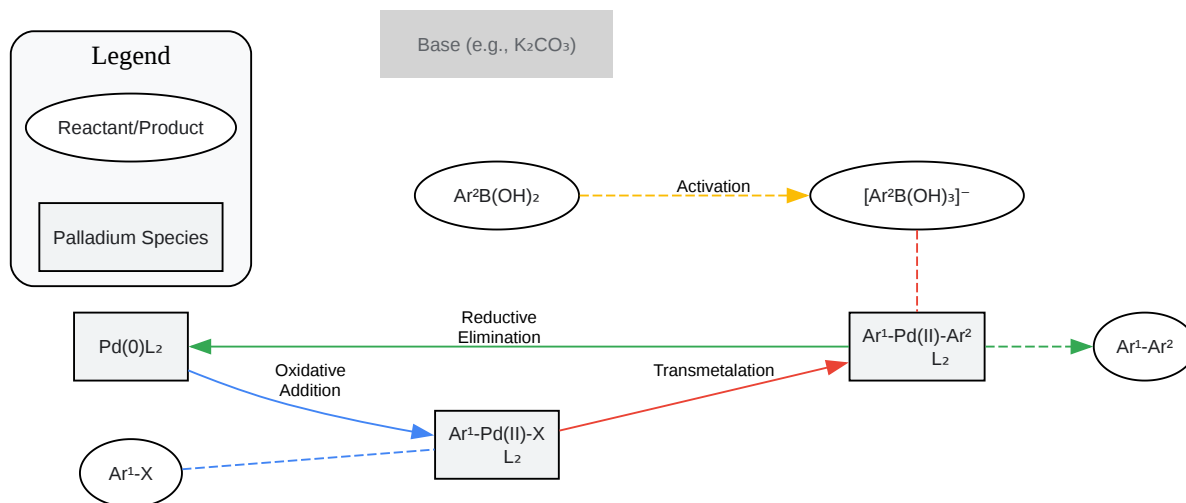 Base (e.g., K₂CO₃)
Legend
Reactant/Product
Palladium Species
Ar²B(OH)₂
Activation
[Ar²B(OH)₃]⁻
Pd(0)L₂
Reductive
Elimination
Ar¹-Pd(II)-Ar²
L₂
Ar¹-Ar²
Oxidative
Addition
Transmetalation
Ar¹-Pd(II)-X
L₂
Ar¹-X